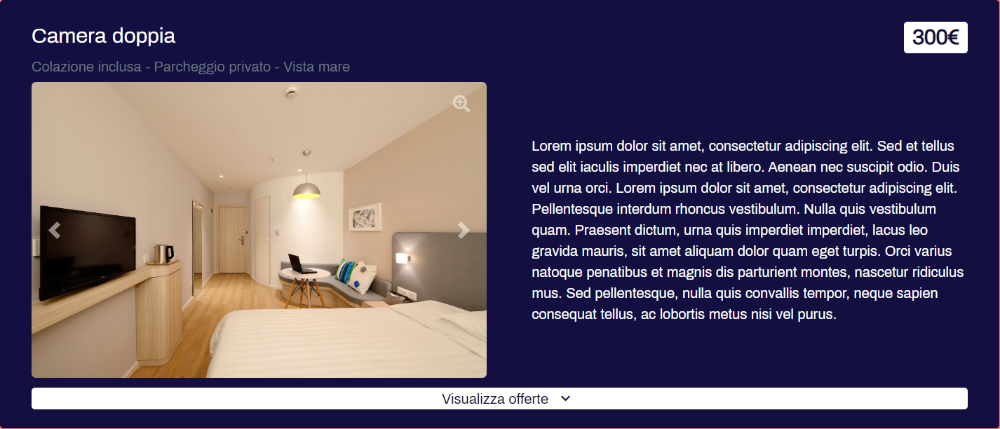 Camera doppia
300€
Colazione inclusa - Parcheggio privato - Vista mare
Lorem ipsum dolor sit amet, consectetur adipiscing elit. Sed et tellus
sed elit iaculis imperdiet nec at libero. Aenean nec suscipit odio. Duis
vel urna orci. Lorem ipsum dolor sit amet, consectetur adipiscing elit.
Pellentesque interdum rhoncus vestibulum. Nulla quis vestibulum
quam. Praesent dictum, urna quis imperdiet imperdiet, lacus leo
gravida mauris, sit amet aliquam dolor quam eget turpis. Orci varius
natoque penatibus et magnis dis parturient montes, nascetur ridiculus
mus. Sed pellentesque, nulla quis convallis tempor, neque sapien
consequat tellus, ac lobortis metus nisi vel purus.
Visualizza offerte